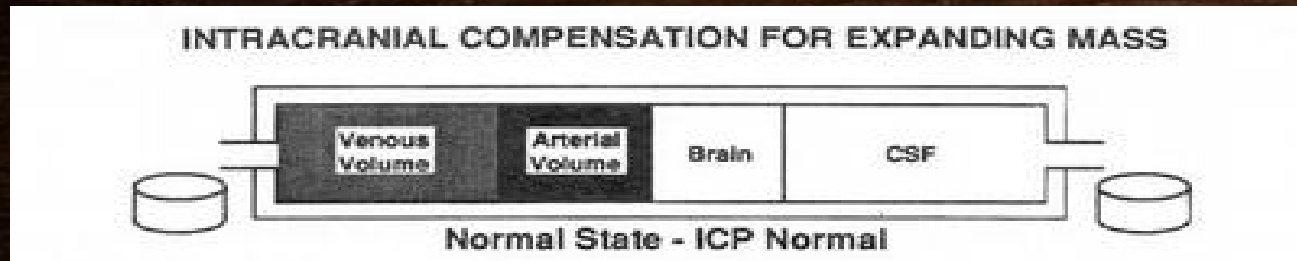 INTRACRANIAL COMPENSATION FOR EXPANDING MASS
Venous
Volume
Arterial
Volume
Brain
CSF
Normal State - ICP Normal